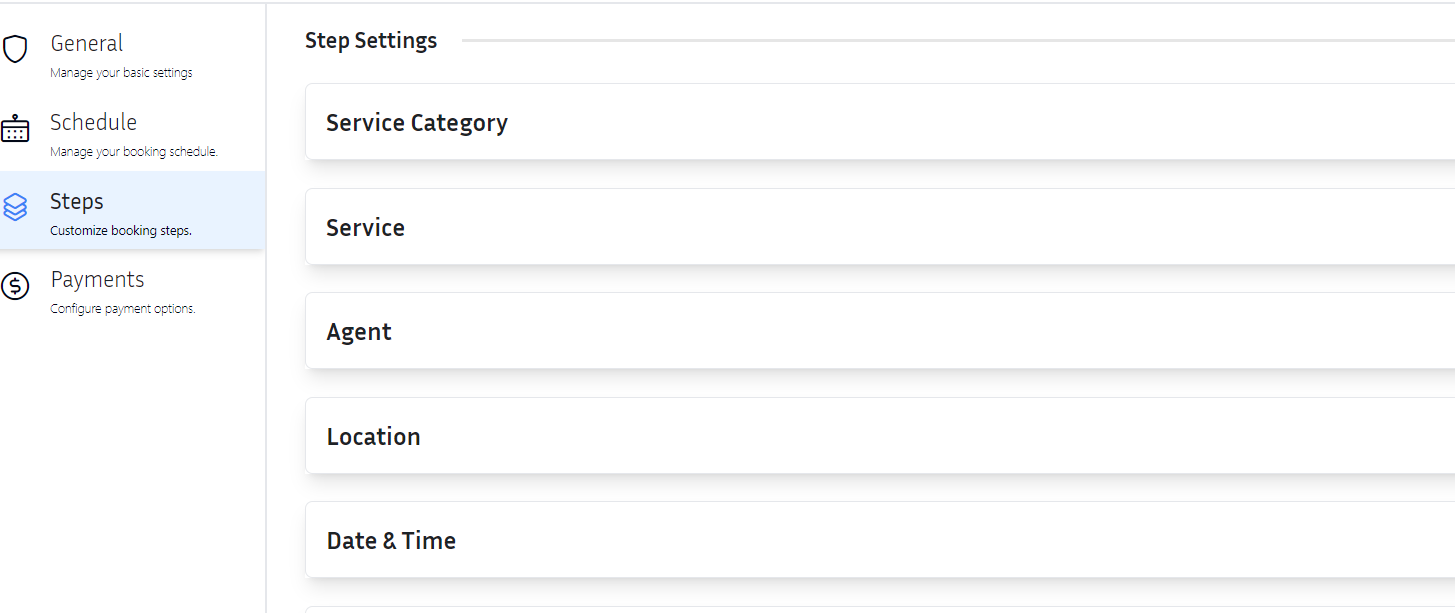 General
Manage your basic settings
Schedule
Manage your booking schedule.
Steps
Customize booking steps.
Payments
Configure payment options.
Step Settings
Service Category
Service
Agent
Location
Date & Time